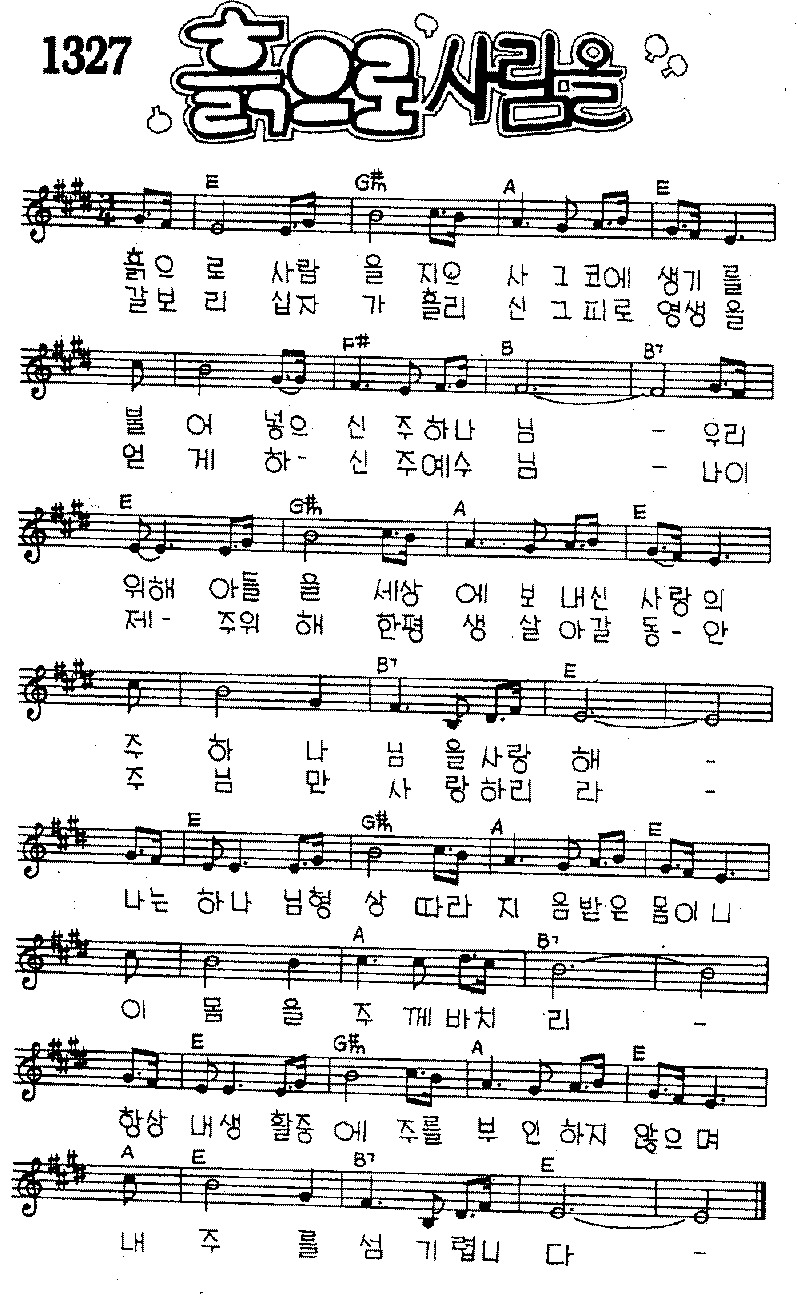 1327 흙으로 사람을
E G#m A E
흙으 로 사람 을 지으 사 그 코에 생기 를
갈보 리 십자 가 흘리 신 그 피로 영생 을
F# B B7
불 어 넣으 신 주 하나 님 - 우리
얻 게 하- 신 주예수 님 - 나이
E G#m A E
위해 아들 을 세상 에 보 내신 사랑 의
제- 주위 해 한평 생 살 아갈 동- 안
B7 E
주 하 나 님 을 사랑 해 -
주 님 만 사 랑 하리 라 -
E G#m A E
나는 하나 님형 상 따라 지 음 받은 몸이 니
A B7
이 몸 을 주 께 바치 리 -
E G#m A E
항상 내생 활중 에 주를 부 인 하지 않으 며
A E B7 E
내 주 를 섬 기 렵니 다 -